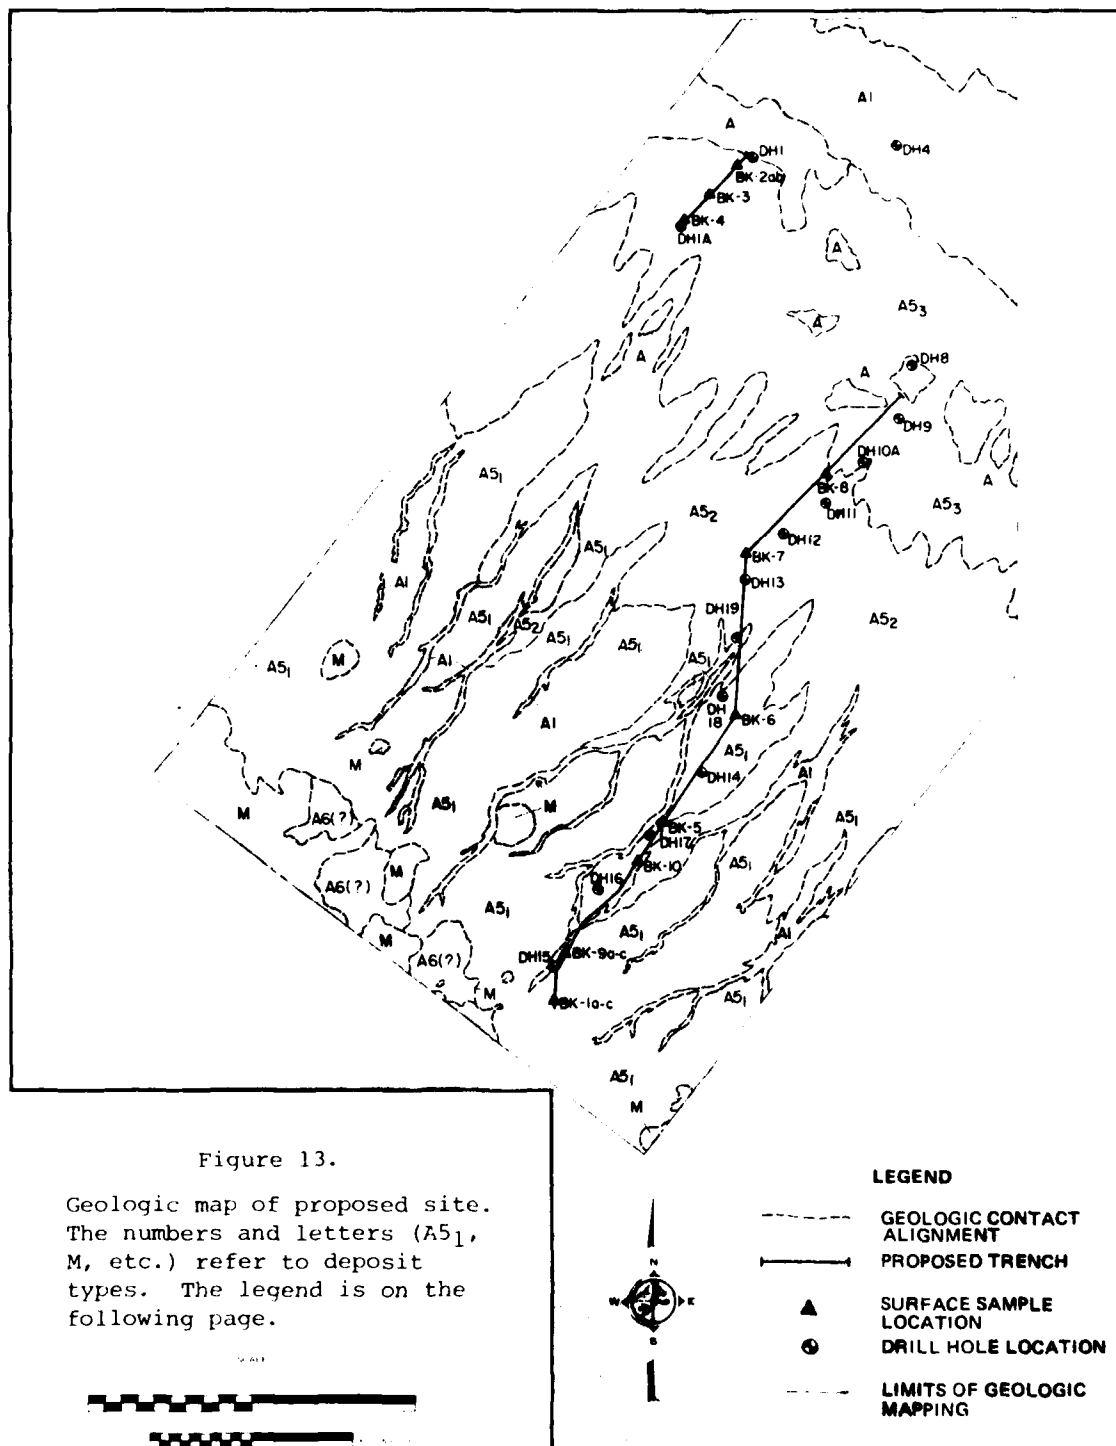 A1
A
DH1
DH4
BK-2ab
BK-3
BK-4
DH1A
A
A5₃
A
A
DH8
A
DH9
A5₁
DH10A
A
BK-8
A5₃
DH11
A5₂
DH12
A5₁
BK-7
A1
DH13
DH19
A5₁
A5₂
A5₁
A5₁
A5₂
A5₁
M
A1
A5₁
DH
18
BK-6
A1
A5₁
M
DH14
A1
A5₁
M
A5₁
M
A6(?)
BK-5
DH17
A5₁
BK-10
M
A6(?)
DH16
A5₁
A5₁
A1
M
A6(?)
DH15
BK-9a-c
M
BK-1a-c
A5₁
A5₁
M
Figure 13.
Geologic map of proposed site.
The numbers and letters (A5₁,
M, etc.) refer to deposit
types. The legend is on the
following page.
SCALE
N
W
E
S
LEGEND
GEOLOGIC CONTACT
ALIGNMENT
PROPOSED TRENCH
SURFACE SAMPLE
LOCATION
DRILL HOLE LOCATION
LIMITS OF GEOLOGIC
MAPPING